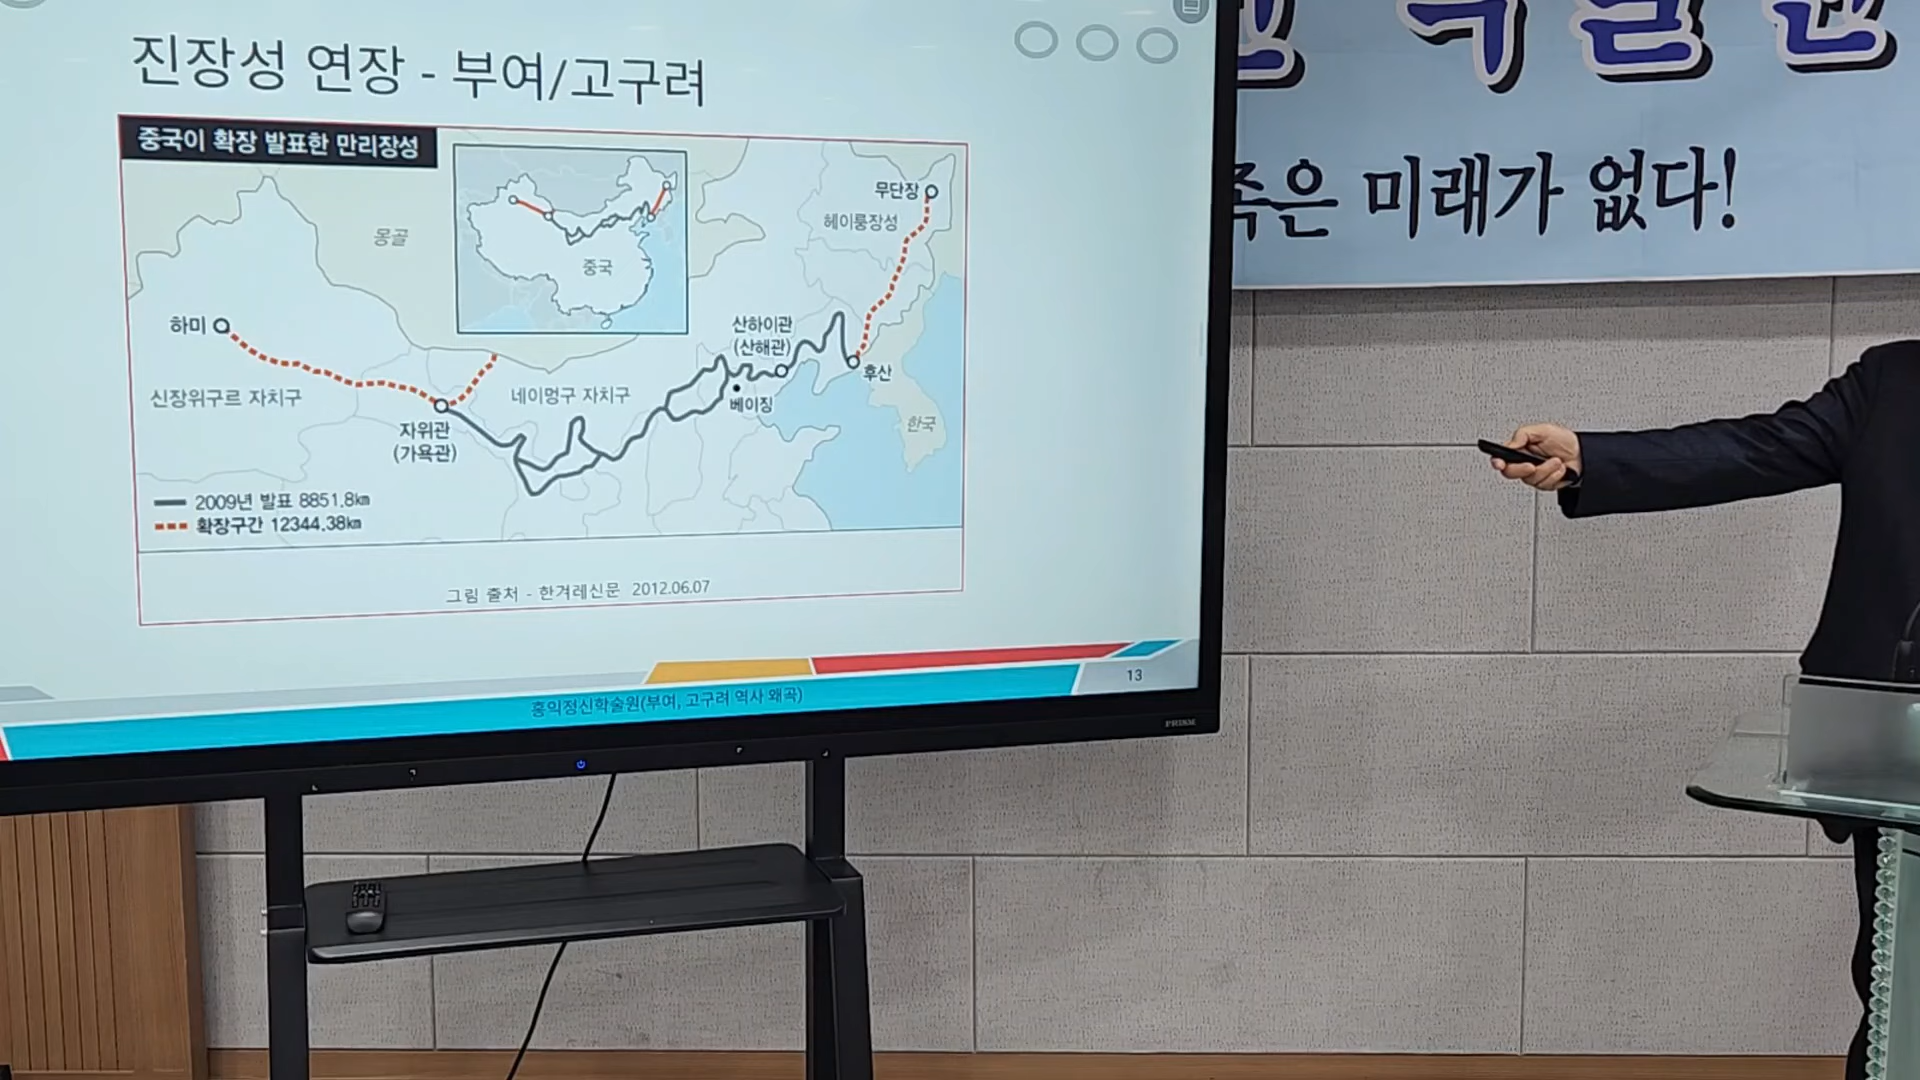 진장성 연장 - 부여/고구려
중국이 확장 발표한 만리장성
무단장
헤이룽장성
몽골
중국
하미
산하이관
(산해관)
후산
신장위구르 자치구
네이멍구 자치구
베이징
자위관
(가욕관)
한국
2009년 발표 8851.8㎞
확장구간 12344.38㎞
그림 출처 - 한겨레신문 2012.06.07
13
홍익정신학술원(부여, 고구려 역사 왜곡)
PRISM
미래가 없다!